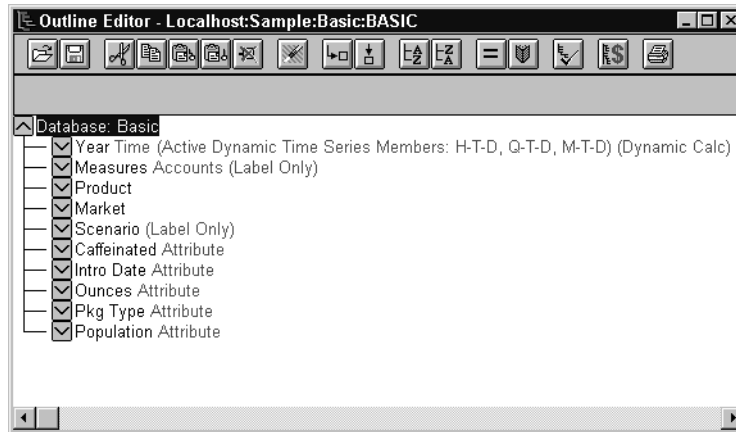 Outline Editor - Localhost:Sample:Basic:BASIC
Database: Basic
Year Time (Active Dynamic Time Series Members: H-T-D, Q-T-D, M-T-D) (Dynamic Calc)
Measures Accounts (Label Only)
Product
Market
Scenario (Label Only)
Caffeinated Attribute
Intro Date Attribute
Ounces Attribute
Pkg Type Attribute
Population Attribute